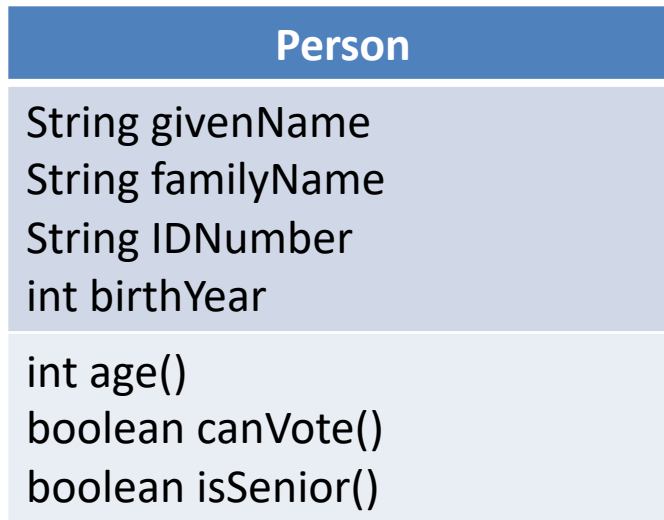 Person
String givenName
String familyName
String IDNumber
int birthYear
int age()
boolean canVote()
boolean isSenior()